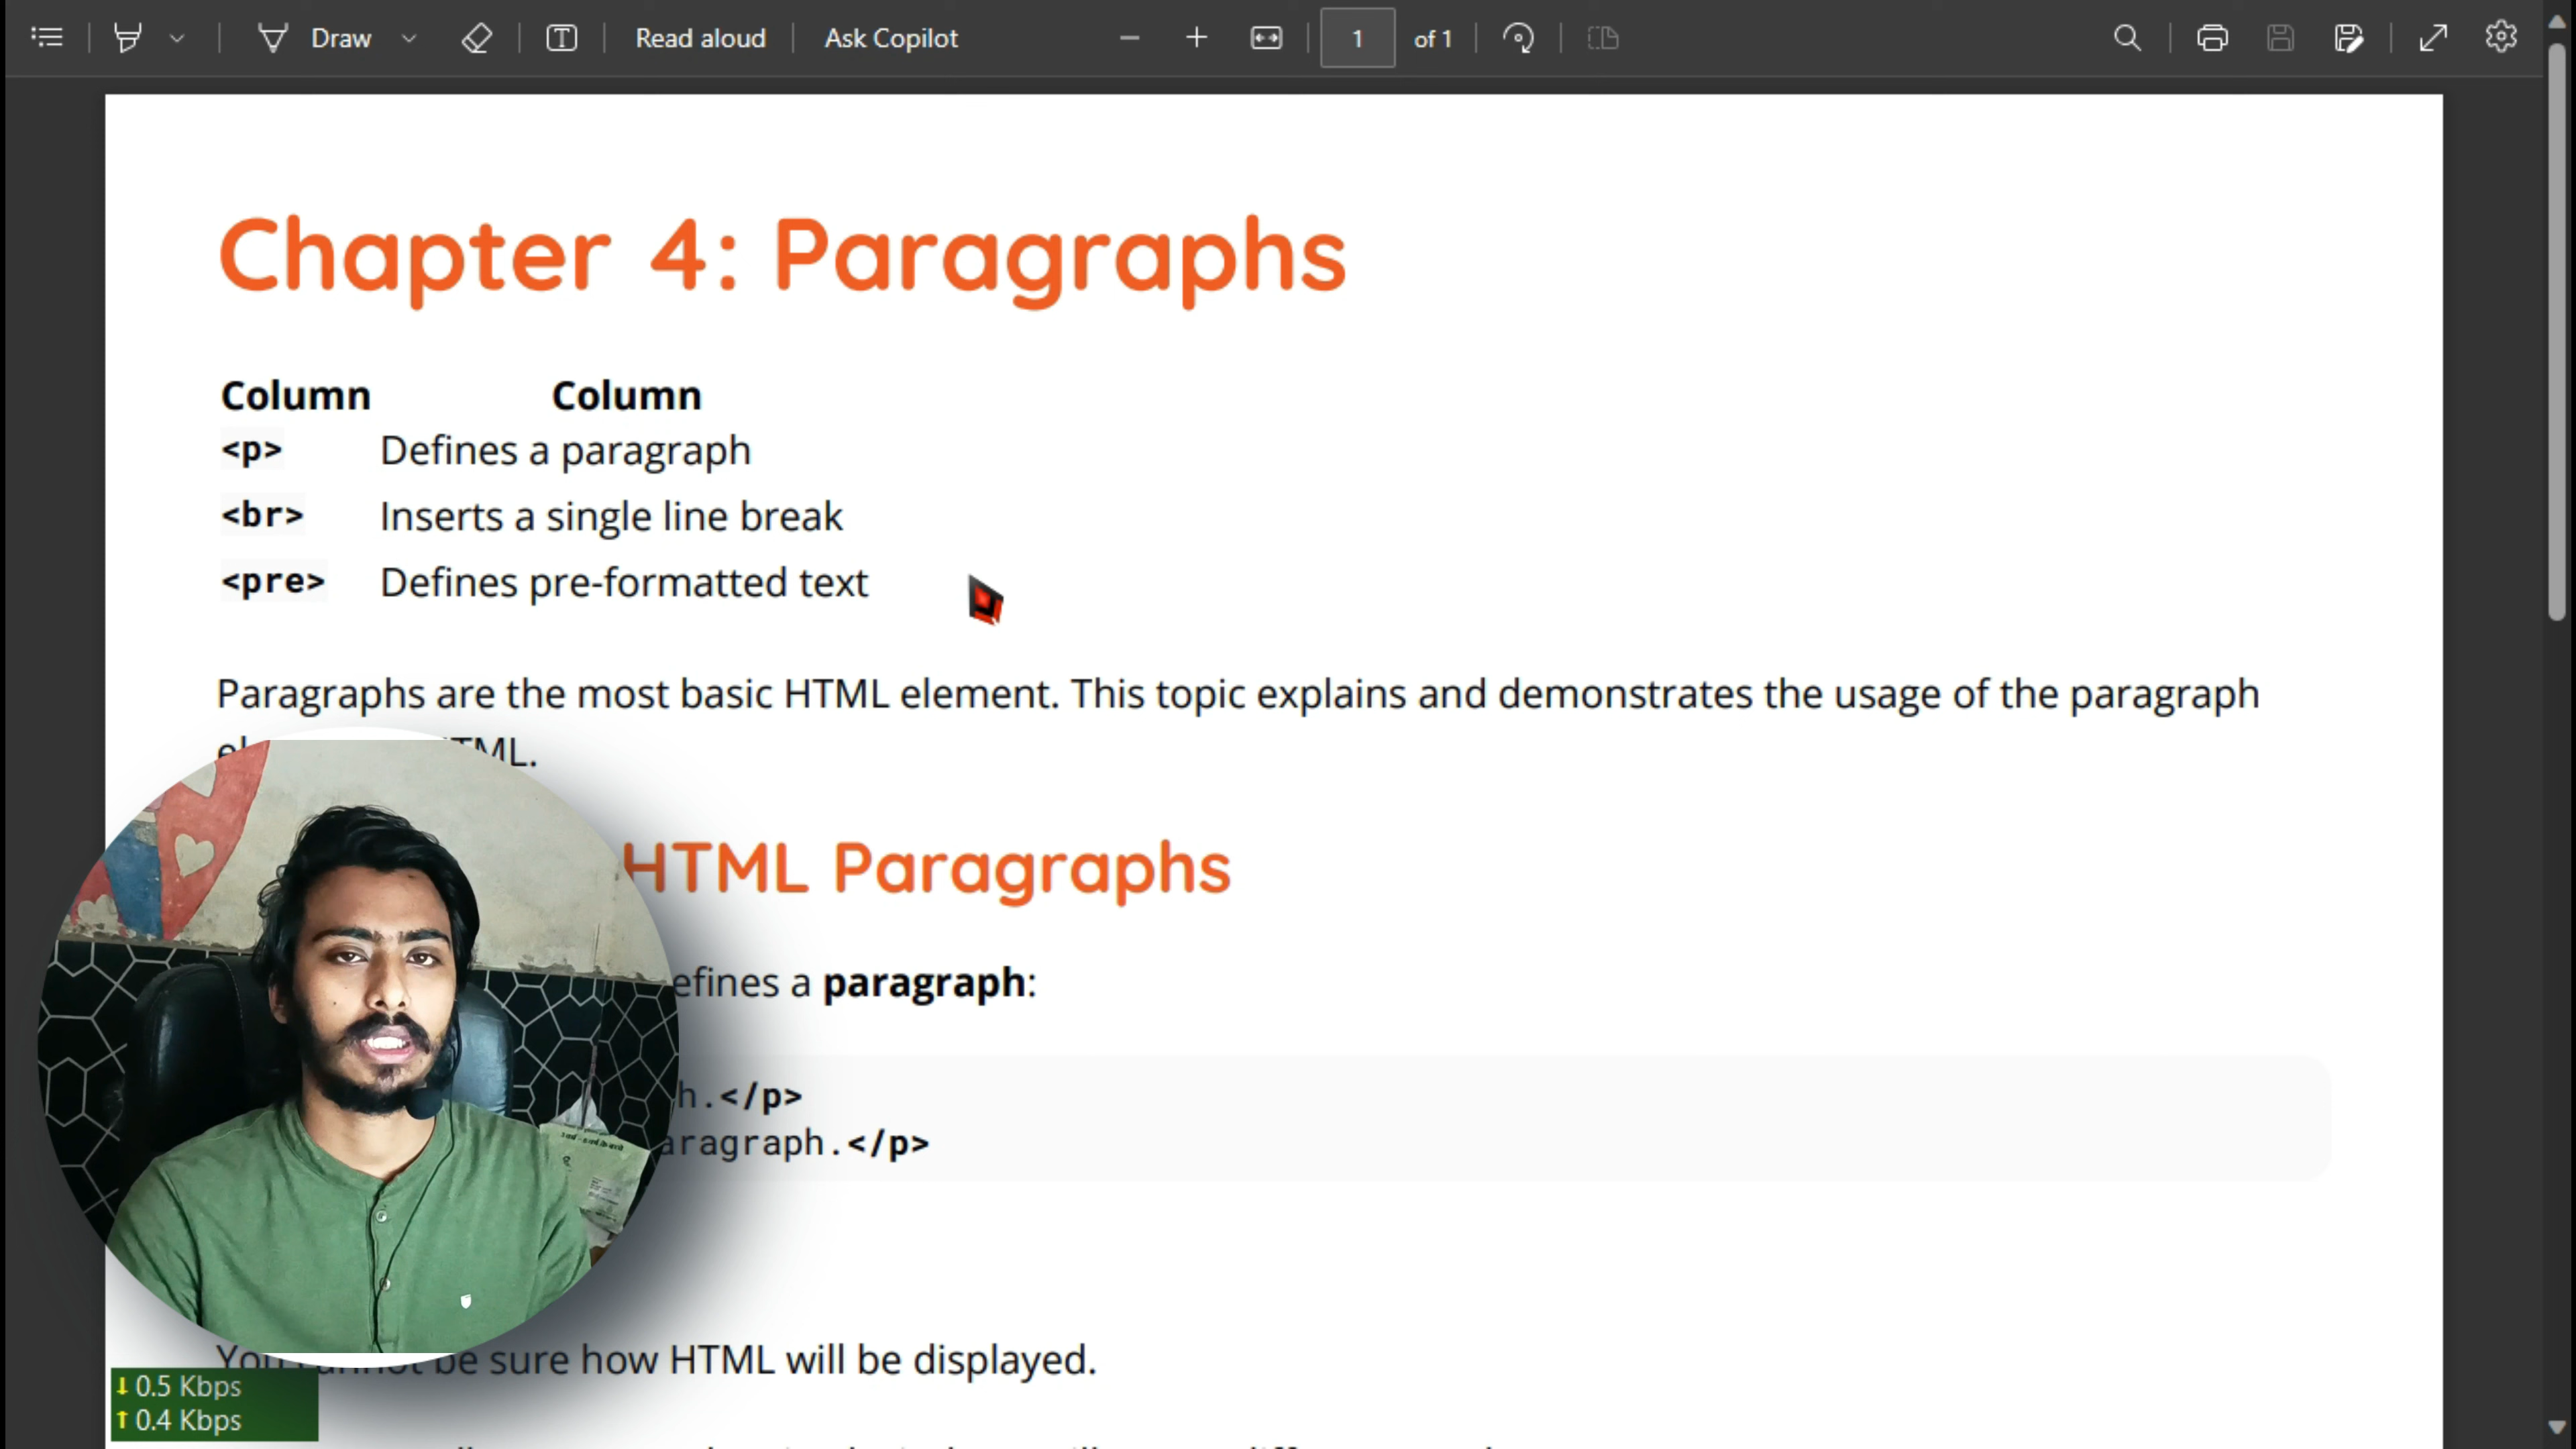 Draw Read aloud Ask Copilot 1 of 1
Chapter 4: Paragraphs
Column Column
<p> Defines a paragraph
<br> Inserts a single line break
<pre> Defines pre-formatted text
Paragraphs are the most basic HTML element. This topic explains and demonstrates the usage of the paragraph
HTML.
HTML Paragraphs
efines a paragraph:
h.</p>
aragraph.</p>
You cannot be sure how HTML will be displayed.
↓ 0.5 Kbps
↑ 0.4 Kbps